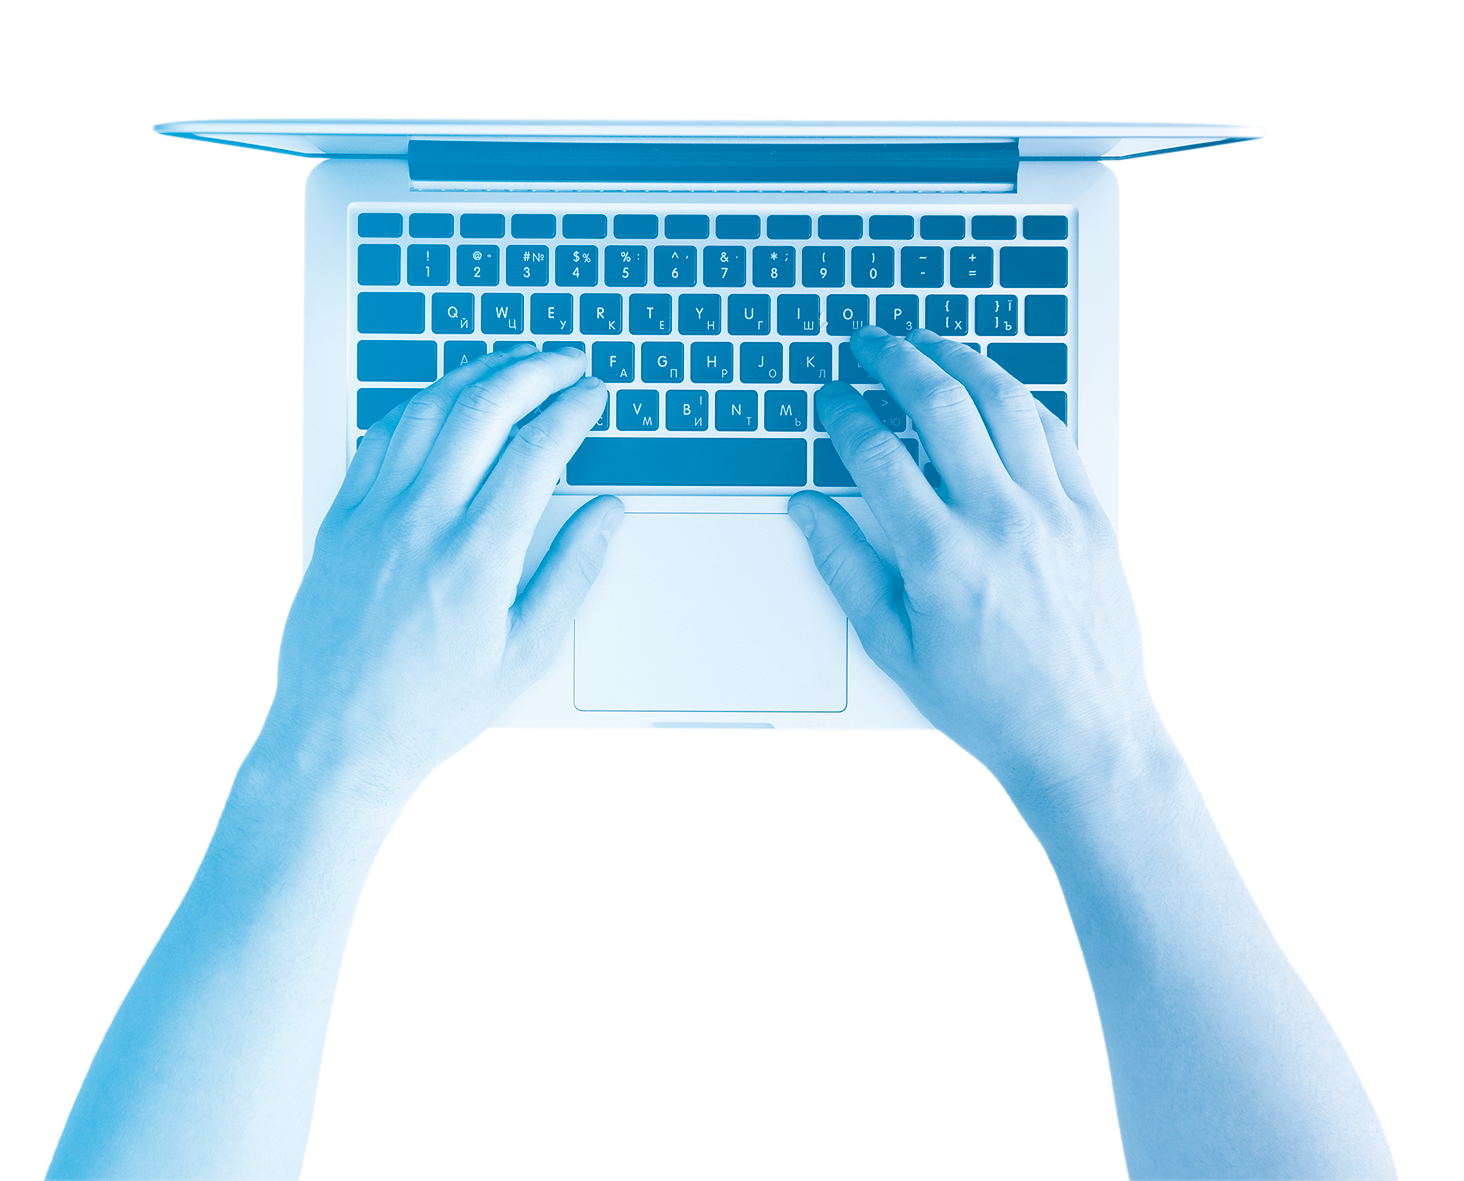 ! @ " # № $ % % : ^ , & . * ; ( ) – +
1 2 3 4 5 6 7 8 9 0 - =
Q W E R T Y U I O P { } Ї
Й Ц У К Е Н Г Ш Щ З [ Х ] Ъ
A F G H J K
А П Р О Л
V B І N M >
С М И Т Ь . Ю